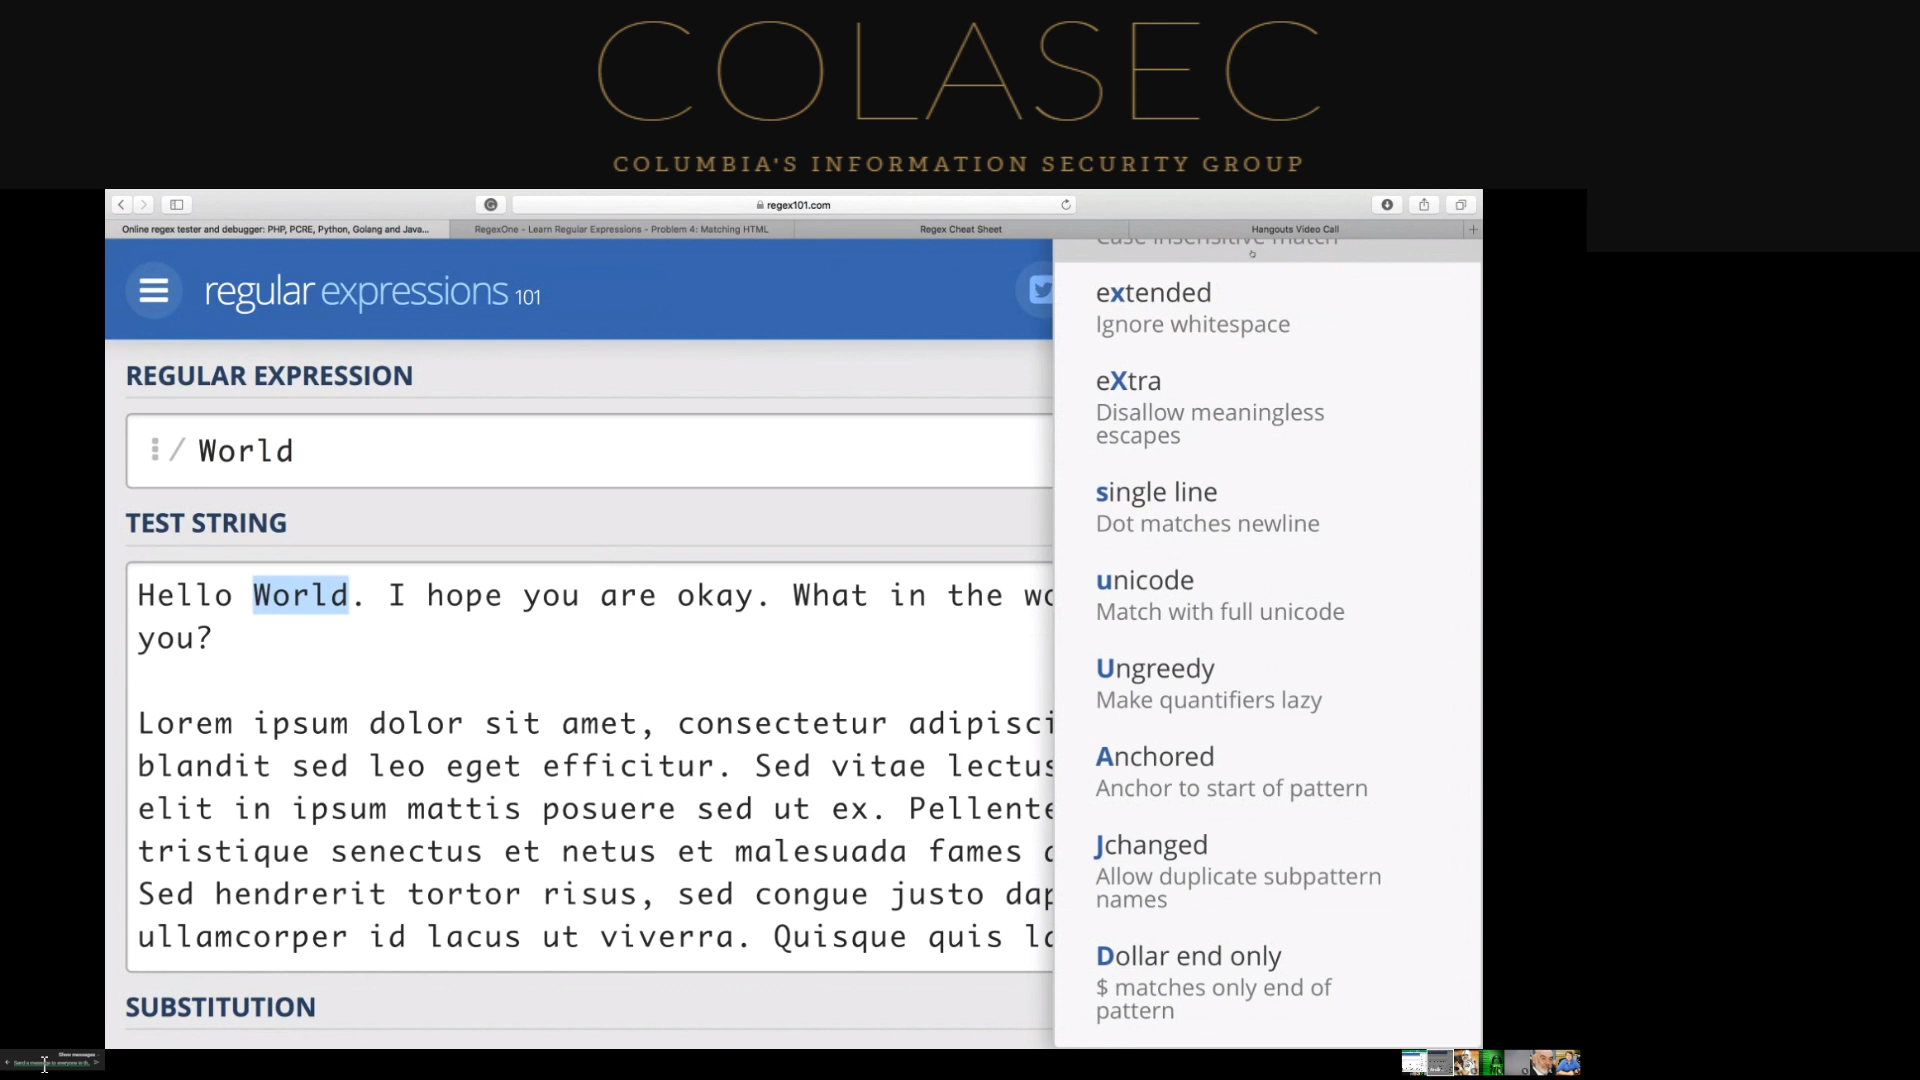 COLASEC
COLUMBIA'S INFORMATION SECURITY GROUP
regex101.com
Online regex tester and debugger: PHP, PCRE, Python, Golang and Java...
RegexOne - Learn Regular Expressions - Problem 4: Matching HTML
Regex Cheat Sheet
Hangouts Video Call
+
Case insensitive match
regular expressions 101
extended
Ignore whitespace
eXtra
Disallow meaningless
escapes
single line
Dot matches newline
unicode
Match with full unicode
Ungreedy
Make quantifiers lazy
Anchored
Anchor to start of pattern
Jchanged
Allow duplicate subpattern
names
Dollar end only
$ matches only end of
pattern
REGULAR EXPRESSION
/ World
TEST STRING
Hello World. I hope you are okay. What in the wo
you?
Lorem ipsum dolor sit amet, consectetur adipisci
blandit sed leo eget efficitur. Sed vitae lectus
elit in ipsum mattis posuere sed ut ex. Pellente
tristique senectus et netus et malesuada fames
Sed hendrerit tortor risus, sed congue justo dap
ullamcorper id lacus ut viverra. Quisque quis
SUBSTITUTION
Show messages